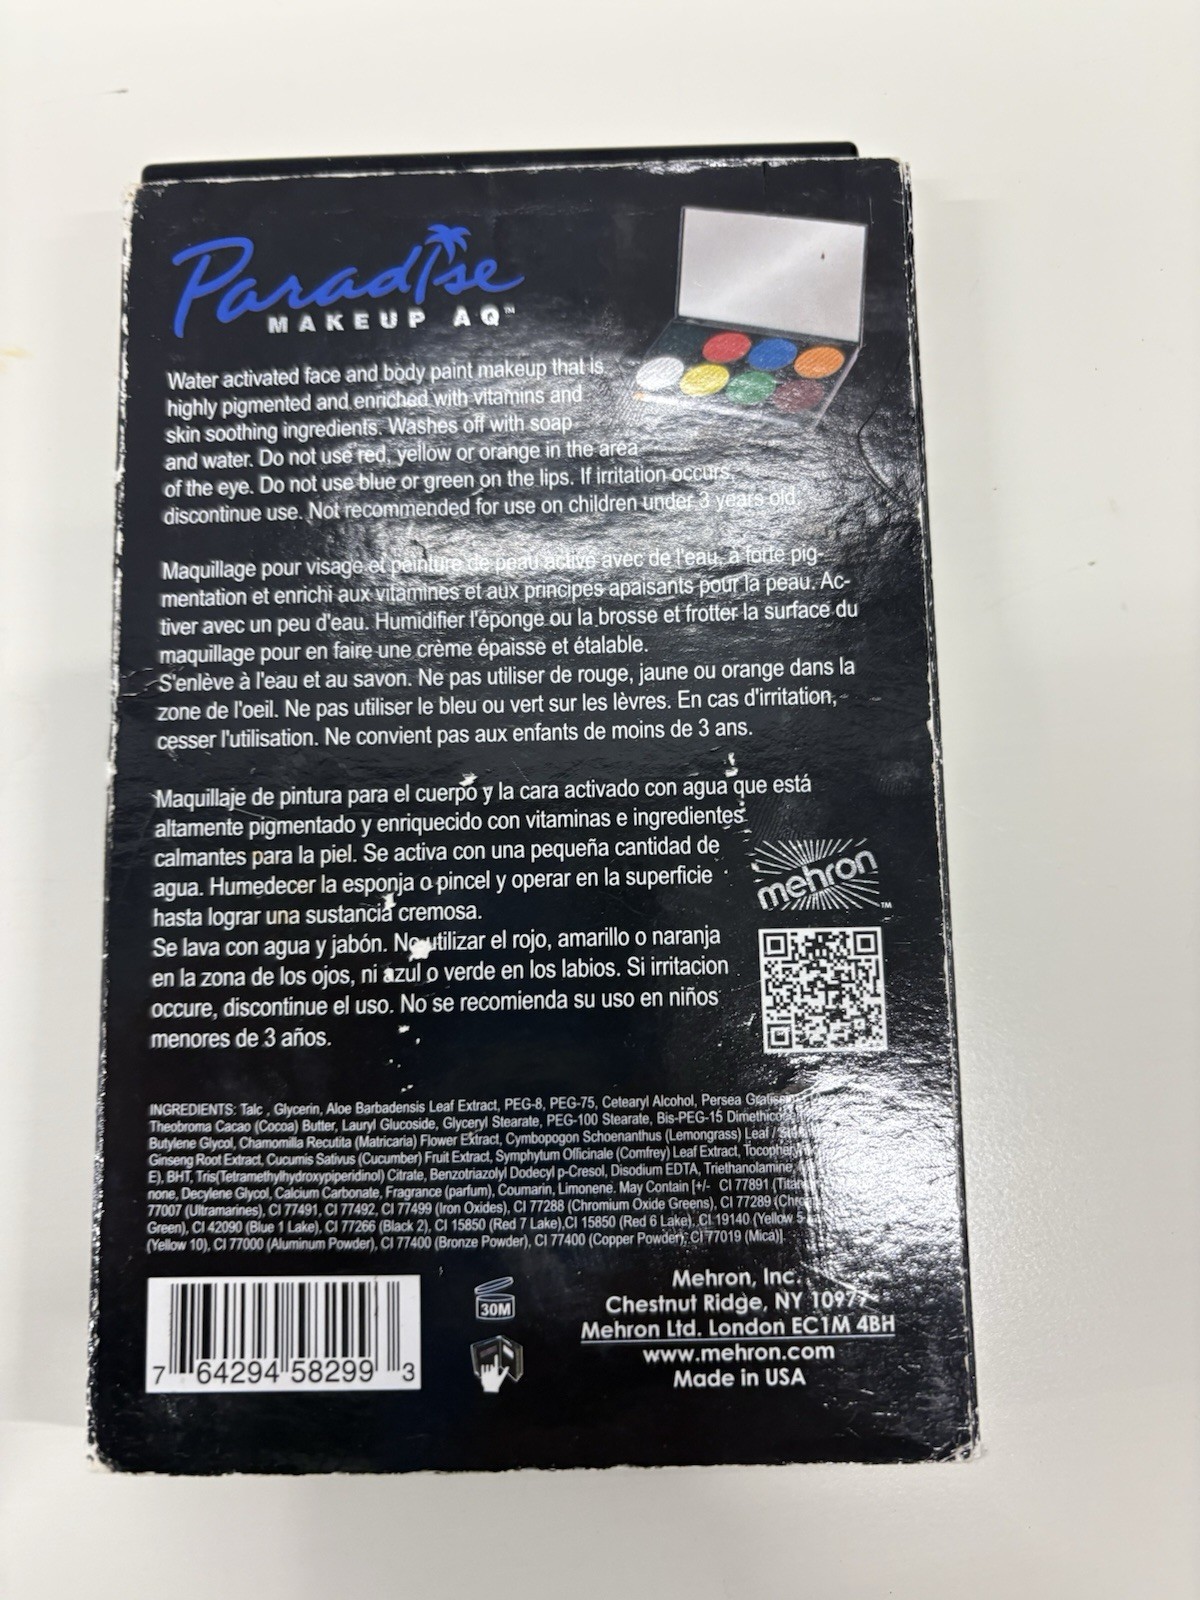 Paradise
MAKEUP AQ™
Water activated face and body paint makeup that is
highly pigmented and enriched with vitamins and
skin soothing ingredients. Washes off with soap
and water. Do not use red, yellow or orange in the area
of the eye. Do not use blue or green on the lips. If irritation occurs,
discontinue use. Not recommended for use on children under 3 years old.
Maquillage pour visage et peinture de peau activé avec de l'eau, à forte pig-
mentation et enrichi aux vitamines et aux principes apaisants pour la peau. Ac-
tiver avec un peu d'eau. Humidifier l'éponge ou la brosse et frotter la surface du
maquillage pour en faire une crème épaisse et étalable.
S'enlève à l'eau et au savon. Ne pas utiliser de rouge, jaune ou orange dans la
zone de l'oeil. Ne pas utiliser le bleu ou vert sur les lèvres. En cas d'irritation,
cesser l'utilisation. Ne convient pas aux enfants de moins de 3 ans.
Maquillaje de pintura para el cuerpo y la cara activado con agua que está
altamente pigmentado y enriquecido con vitaminas e ingredientes
calmantes para la piel. Se activa con una pequeña cantidad de
agua. Humedecer la esponja o pincel y operar en la superficie
hasta lograr una sustancia cremosa.
Se lava con agua y jabón. No utilizar el rojo, amarillo o naranja
en la zona de los ojos, ni azul o verde en los labios. Si irritacion
occure, discontinue el uso. No se recomienda su uso en niños
menores de 3 años.
mehron™
INGREDIENTS: Talc , Glycerin, Aloe Barbadensis Leaf Extract, PEG-8, PEG-75, Cetearyl Alcohol, Persea
Theobroma Cacao (Cocoa) Butter, Lauryl Glucoside, Glyceryl Stearate, PEG-100 Stearate, Bis-PEG-15
Butylene Glycol, Chamomilla Recutita (Matricaria) Flower Extract, Cymbopogon Schoenanthus (Lemongrass) Leaf /
Ginseng Root Extract, Cucumis Sativus (Cucumber) Fruit Extract, Symphytum Officinale (Comfrey) Leaf Extract,
E), BHT, Tris(Tetramethylhydroxypiperidinol) Citrate, Benzotriazolyl Dodecyl p-Cresol, Disodium EDTA, Triethanolamine,
none, Decylene Glycol, Calcium Carbonate, Fragrance (parfum), Coumarin, Limonene. May Contain [+/- CI 77891
77007 (Ultramarines), CI 77491, CI 77492, CI 77499 (Iron Oxides), CI 77288 (Chromium Oxide Greens), CI 77289
Green), CI 42090 (Blue 1 Lake), CI 77266 (Black 2), CI 15850 (Red 7 Lake),CI 15850 (Red 6 Lake), CI 19140 (Yellow 5
(Yellow 10), CI 77000 (Aluminum Powder), CI 77400 (Bronze Powder), CI 77400 (Copper Powder), CI 77019 (Mica)]
7 64294 58299 3
30M
Mehron, Inc.
Chestnut Ridge, NY 10977
Mehron Ltd. London EC1M 4BH
www.mehron.com
Made in USA